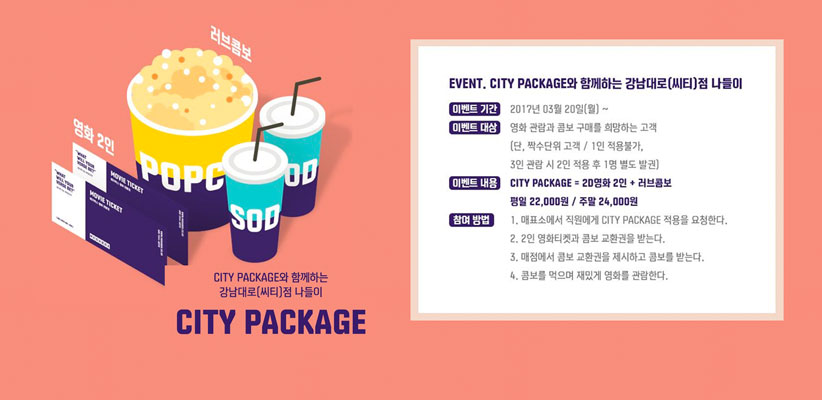 러브콤보
영화 2인
POPC
SOD
OD
"WHAT
WILL YOUR
MOVIE TICKET
"WHAT
WILL YOUR
MOVIE TICKET
CITY PACKAGE와 함께하는
강남대로(씨티)점 나들이
CITY PACKAGE
EVENT. CITY PACKAGE와 함께하는 강남대로(씨티)점 나들이
이벤트 기간 2017년 03월 20일(월) ~
이벤트 대상 영화 관람과 콤보 구매를 희망하는 고객
(단, 짝수단위 고객 / 1인 적용불가,
3인 관람 시 2인 적용 후 1명 별도 발권)
이벤트 내용 CITY PACKAGE = 2D영화 2인 + 러브콤보
평일 22,000원 / 주말 24,000원
참여 방법 1. 매표소에서 직원에게 CITY PACKAGE 적용을 요청한다.
2. 2인 영화티켓과 콤보 교환권을 받는다.
3. 매점에서 콤보 교환권을 제시하고 콤보를 받는다.
4. 콤보를 먹으며 재밌게 영화를 관람한다.